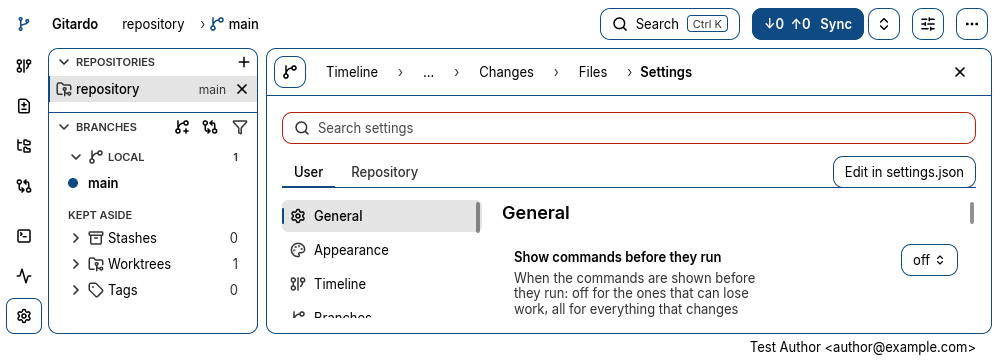 Gitardo repository › main Search Ctrl K ↓0 ↑0 Sync
REPOSITORIES
repository main
BRANCHES
LOCAL 1
main
KEPT ASIDE
Stashes 0
Worktrees 1
Tags 0
Timeline › ... › Changes › Files › Settings
Search settings
User Repository Edit in settings.json
General
Appearance
Timeline
Branches
General
Show commands before they run off
When the commands are shown before
they run: off for the ones that can lose
work, all for everything that changes
Test Author <author@example.com>